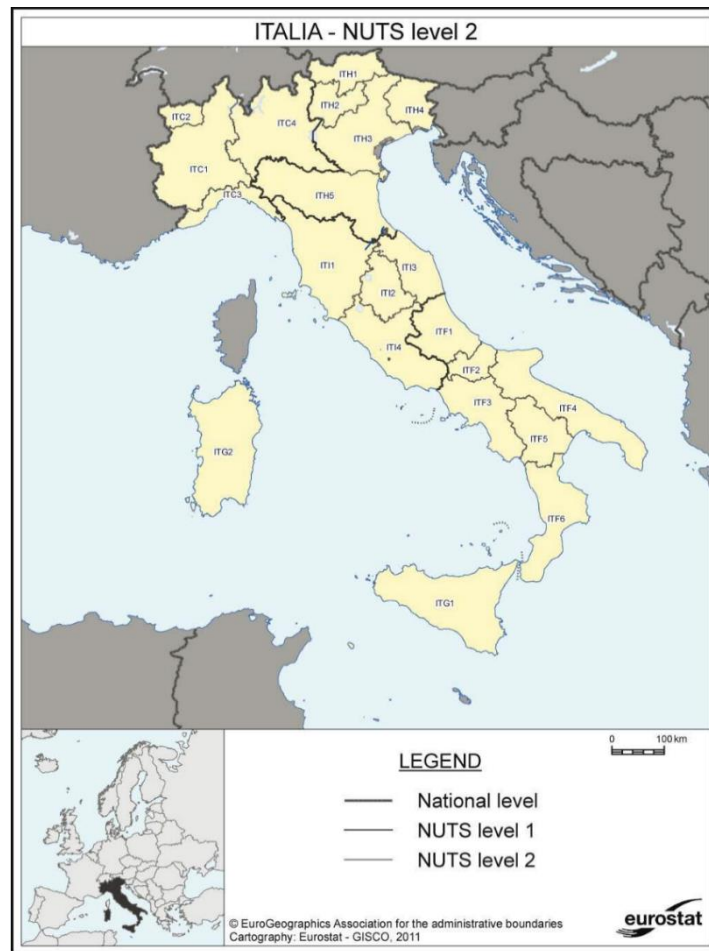 ITALIA - NUTS level 2
ITH1
ITH2
ITH4
ITC2
ITC4
ITH3
ITC1
ITC3
ITH5
ITI1
ITI3
ITI2
ITF1
ITI4
ITF2
ITF3
ITF4
ITF5
ITG2
ITF6
ITG1
0 100 km
LEGEND
National level
NUTS level 1
NUTS level 2
© EuroGeographics Association for the administrative boundaries
Cartography: Eurostat - GISCO, 2011
eurostat